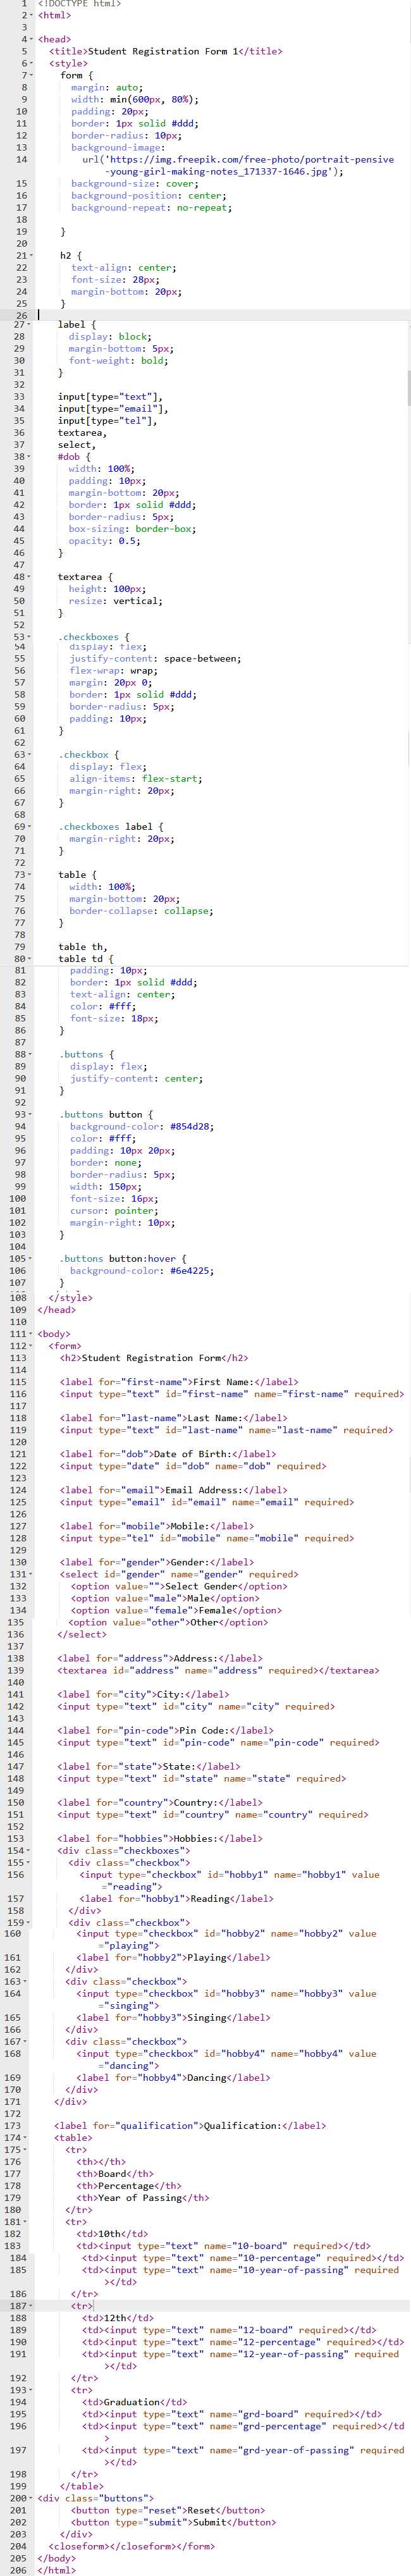 1 <!DOCTYPE html>
2 <html>
3
4 <head>
5 <title>Student Registration Form 1</title>
6 <style>
7 form {
8 margin: auto;
9 width: min(600px, 80%);
10 padding: 20px;
11 border: 1px solid #ddd;
12 border-radius: 10px;
13 background-image:
14 url('https://img.freepik.com/free-photo/portrait-pensive
-young-girl-making-notes_171337-1646.jpg');
15 background-size: cover;
16 background-position: center;
17 background-repeat: no-repeat;
18
19 }
20
21 h2 {
22 text-align: center;
23 font-size: 28px;
24 margin-bottom: 20px;
25 }
26
27 label {
28 display: block;
29 margin-bottom: 5px;
30 font-weight: bold;
31 }
32
33 input[type="text"],
34 input[type="email"],
35 input[type="tel"],
36 textarea,
37 select,
38 #dob {
39 width: 100%;
40 padding: 10px;
41 margin-bottom: 20px;
42 border: 1px solid #ddd;
43 border-radius: 5px;
44 box-sizing: border-box;
45 opacity: 0.5;
46 }
47
48 textarea {
49 height: 100px;
50 resize: vertical;
51 }
52
53 .checkboxes {
54 display: flex;
55 justify-content: space-between;
56 flex-wrap: wrap;
57 margin: 20px 0;
58 border: 1px solid #ddd;
59 border-radius: 5px;
60 padding: 10px;
61 }
62
63 .checkbox {
64 display: flex;
65 align-items: flex-start;
66 margin-right: 20px;
67 }
68
69 .checkboxes label {
70 margin-right: 20px;
71 }
72
73 table {
74 width: 100%;
75 margin-bottom: 20px;
76 border-collapse: collapse;
77 }
78
79 table th,
80 table td {
81 padding: 10px;
82 border: 1px solid #ddd;
83 text-align: center;
84 color: #fff;
85 font-size: 18px;
86 }
87
88 .buttons {
89 display: flex;
90 justify-content: center;
91 }
92
93 .buttons button {
94 background-color: #854d28;
95 color: #fff;
96 padding: 10px 20px;
97 border: none;
98 border-radius: 5px;
99 width: 150px;
100 font-size: 16px;
101 cursor: pointer;
102 margin-right: 10px;
103 }
104
105 .buttons button:hover {
106 background-color: #6e4225;
107 }
108 </style>
109 </head>
110
111 <body>
112 <form>
113 <h2>Student Registration Form</h2>
114
115 <label for="first-name">First Name:</label>
116 <input type="text" id="first-name" name="first-name" required>
117
118 <label for="last-name">Last Name:</label>
119 <input type="text" id="last-name" name="last-name" required>
120
121 <label for="dob">Date of Birth:</label>
122 <input type="date" id="dob" name="dob" required>
123
124 <label for="email">Email Address:</label>
125 <input type="email" id="email" name="email" required>
126
127 <label for="mobile">Mobile:</label>
128 <input type="tel" id="mobile" name="mobile" required>
129
130 <label for="gender">Gender:</label>
131 <select id="gender" name="gender" required>
132 <option value="">Select Gender</option>
133 <option value="male">Male</option>
134 <option value="female">Female</option>
135 <option value="other">Other</option>
136 </select>
137
138 <label for="address">Address:</label>
139 <textarea id="address" name="address" required></textarea>
140
141 <label for="city">City:</label>
142 <input type="text" id="city" name="city" required>
143
144 <label for="pin-code">Pin Code:</label>
145 <input type="text" id="pin-code" name="pin-code" required>
146
147 <label for="state">State:</label>
148 <input type="text" id="state" name="state" required>
149
150 <label for="country">Country:</label>
151 <input type="text" id="country" name="country" required>
152
153 <label for="hobbies">Hobbies:</label>
154 <div class="checkboxes">
155 <div class="checkbox">
156 <input type="checkbox" id="hobby1" name="hobby1" value
="reading">
157 <label for="hobby1">Reading</label>
158 </div>
159 <div class="checkbox">
160 <input type="checkbox" id="hobby2" name="hobby2" value
="playing">
161 <label for="hobby2">Playing</label>
162 </div>
163 <div class="checkbox">
164 <input type="checkbox" id="hobby3" name="hobby3" value
="singing">
165 <label for="hobby3">Singing</label>
166 </div>
167 <div class="checkbox">
168 <input type="checkbox" id="hobby4" name="hobby4" value
="dancing">
169 <label for="hobby4">Dancing</label>
170 </div>
171 </div>
172
173 <label for="qualification">Qualification:</label>
174 <table>
175 <tr>
176 <th></th>
177 <th>Board</th>
178 <th>Percentage</th>
179 <th>Year of Passing</th>
180 </tr>
181 <tr>
182 <td>10th</td>
183 <td><input type="text" name="10-board" required></td>
184 <td><input type="text" name="10-percentage" required></td>
185 <td><input type="text" name="10-year-of-passing" required
></td>
186 </tr>
187 <tr>
188 <td>12th</td>
189 <td><input type="text" name="12-board" required></td>
190 <td><input type="text" name="12-percentage" required></td>
191 <td><input type="text" name="12-year-of-passing" required
></td>
192 </tr>
193 <tr>
194 <td>Graduation</td>
195 <td><input type="text" name="grd-board" required></td>
196 <td><input type="text" name="grd-percentage" required></td
>
197 <td><input type="text" name="grd-year-of-passing" required
></td>
198 </tr>
199 </table>
200 <div class="buttons">
201 <button type="reset">Reset</button>
202 <button type="submit">Submit</button>
203 </div>
204 <closeform></closeform></form>
205 </body>
206 </html>